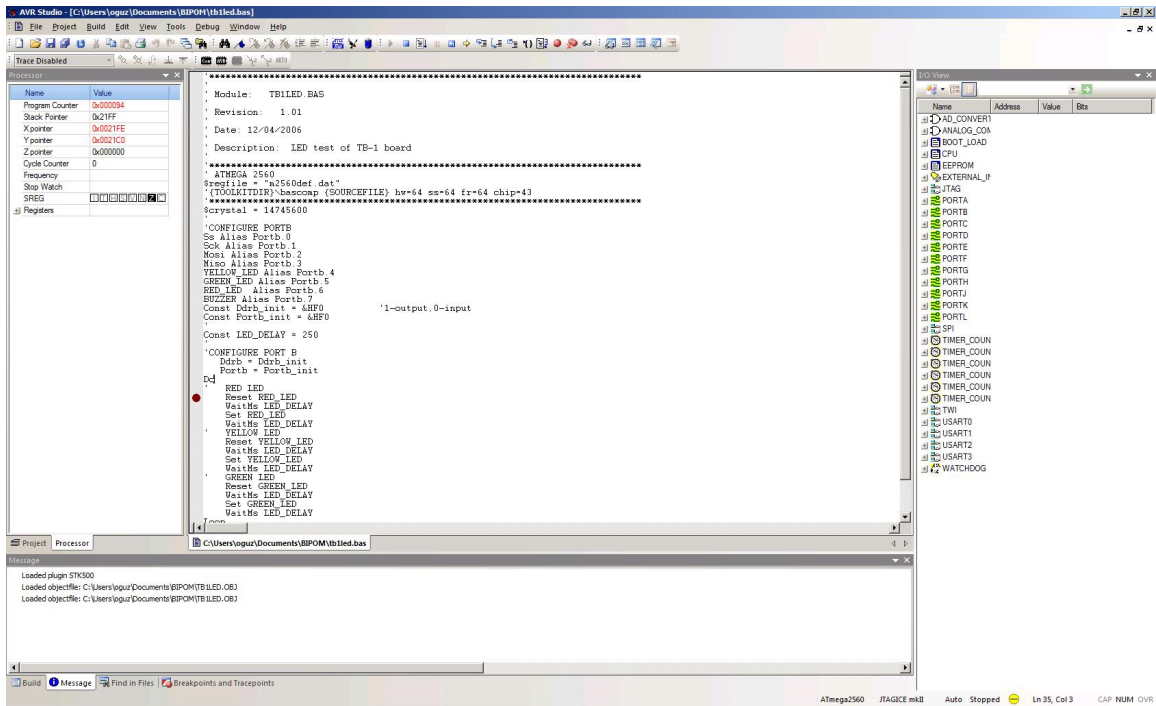 AVR Studio - [C:\Users\oguz\Documents\BIPOM\tb1led.bas]
File Project Build Edit View Tools Debug Window Help
Trace Disabled
Processor
Name Value
Program Counter 0x000094
Stack Pointer 0x21FF
X pointer 0x0021FE
Y pointer 0x0021C0
Z pointer 0x000000
Cycle Counter 0
Frequency
Stop Watch
SREG I T H S V N Z C
Registers
Project Processor
' Module: TB1LED.BAS
' Revision: 1.01
' Date: 12/04/2006
' Description: LED test of TB-1 board
' ATMEGA 2560
$regfile = "m2560def.dat"
'{TOOLKITDIR}\bascomp {SOURCEFILE} hw=64 ss=64 fr=64 chip=43
$crystal = 14745600
'CONFIGURE PORTB
Ss Alias Portb.0
Sck Alias Portb.1
Mosi Alias Portb.2
Miso Alias Portb.3
YELLOW_LED Alias Portb.4
GREEN_LED Alias Portb.5
RED_LED Alias Portb.6
BUZZER Alias Portb.7
Const Ddrb_init = &HF0 '1-output,0-input
Const Portb_init = &HF0
'
Const LED_DELAY = 250
'CONFIGURE PORT B
Ddrb = Ddrb_init
Portb = Portb_init
Do
' RED LED
Reset RED_LED
WaitMs LED_DELAY
Set RED_LED
WaitMs LED_DELAY
' YELLOW LED
Reset YELLOW_LED
WaitMs LED_DELAY
Set YELLOW_LED
WaitMs LED_DELAY
' GREEN LED
Reset GREEN_LED
WaitMs LED_DELAY
Set GREEN_LED
WaitMs LED_DELAY
Loop
C:\Users\oguz\Documents\BIPOM\tb1led.bas
I/O View
Name Address Value Bits
AD_CONVERT
ANALOG_COM
BOOT_LOAD
CPU
EEPROM
EXTERNAL_IN
JTAG
PORTA
PORTB
PORTC
PORTD
PORTE
PORTF
PORTG
PORTH
PORTJ
PORTK
PORTL
SPI
TIMER_COUN
TIMER_COUN
TIMER_COUN
TIMER_COUN
TIMER_COUN
TIMER_COUN
TWI
USART0
USART1
USART2
USART3
WATCHDOG
Message
Loaded plugin STK500
Loaded objectfile: C:\Users\oguz\Documents\BIPOM\TB1LED.OBJ
Loaded objectfile: C:\Users\oguz\Documents\BIPOM\TB1LED.OBJ
Build Message Find in Files Breakpoints and Tracepoints
ATmega2560 JTAGICE mkII Auto Stopped Ln 35, Col 3 CAP NUM OVR